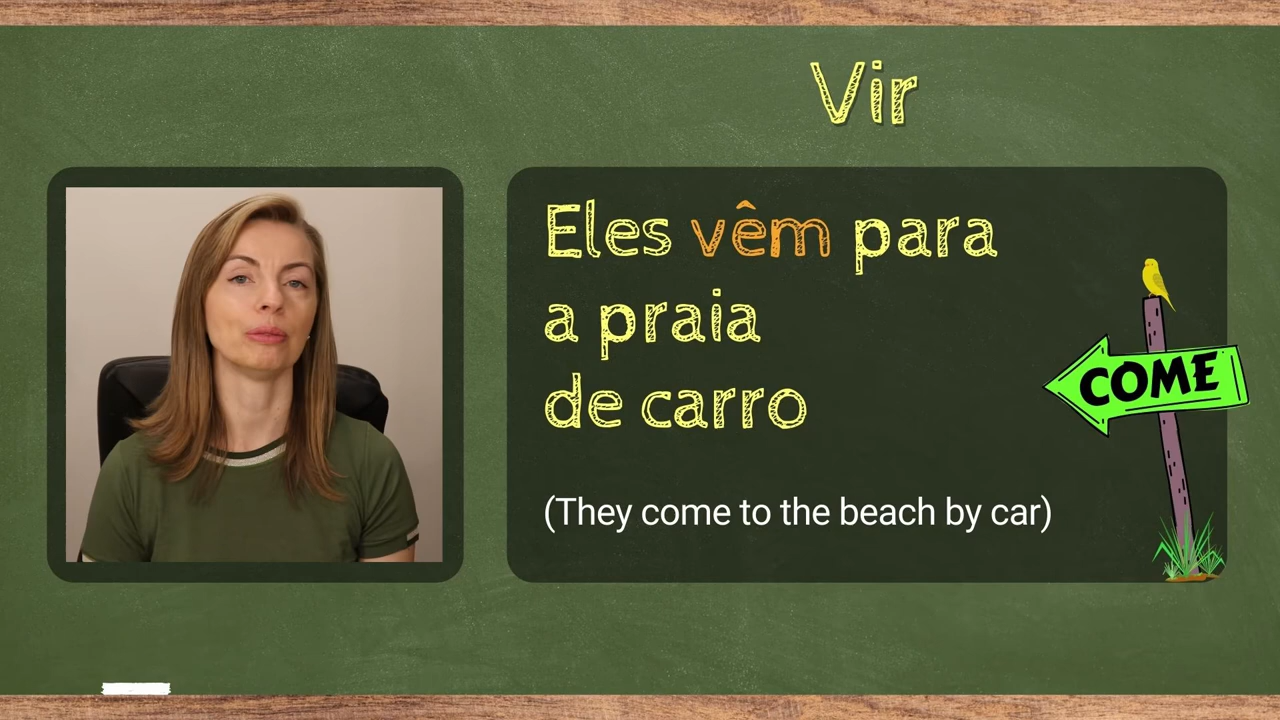 Vir
Eles vêm para
a praia
de carro
COME
(They come to the beach by car)